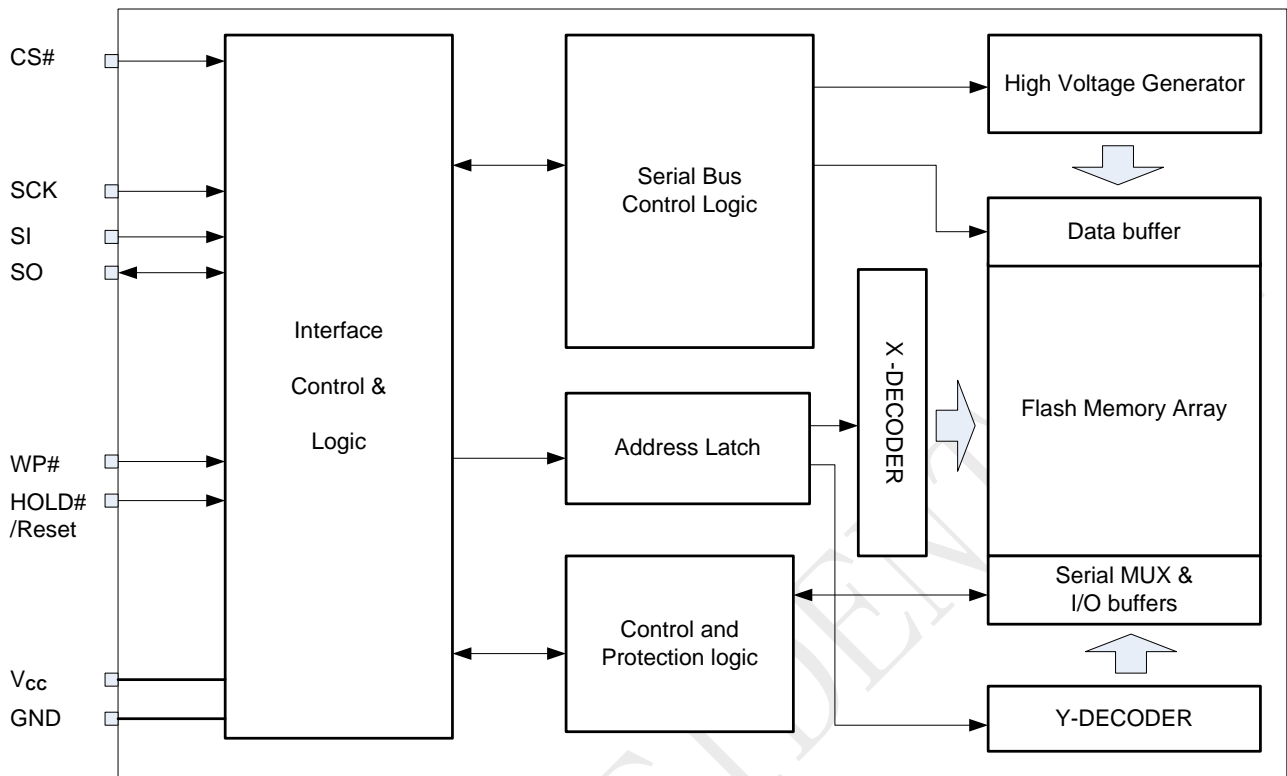 CS#
SCK
SI
SO
WP#
HOLD#
/Reset
Vcc
GND
Interface
Control &
Logic
Serial Bus
Control Logic
Address Latch
Control and
Protection logic
X-DECODER
High Voltage Generator
Data buffer
Flash Memory Array
Serial MUX &
I/O buffers
Y-DECODER